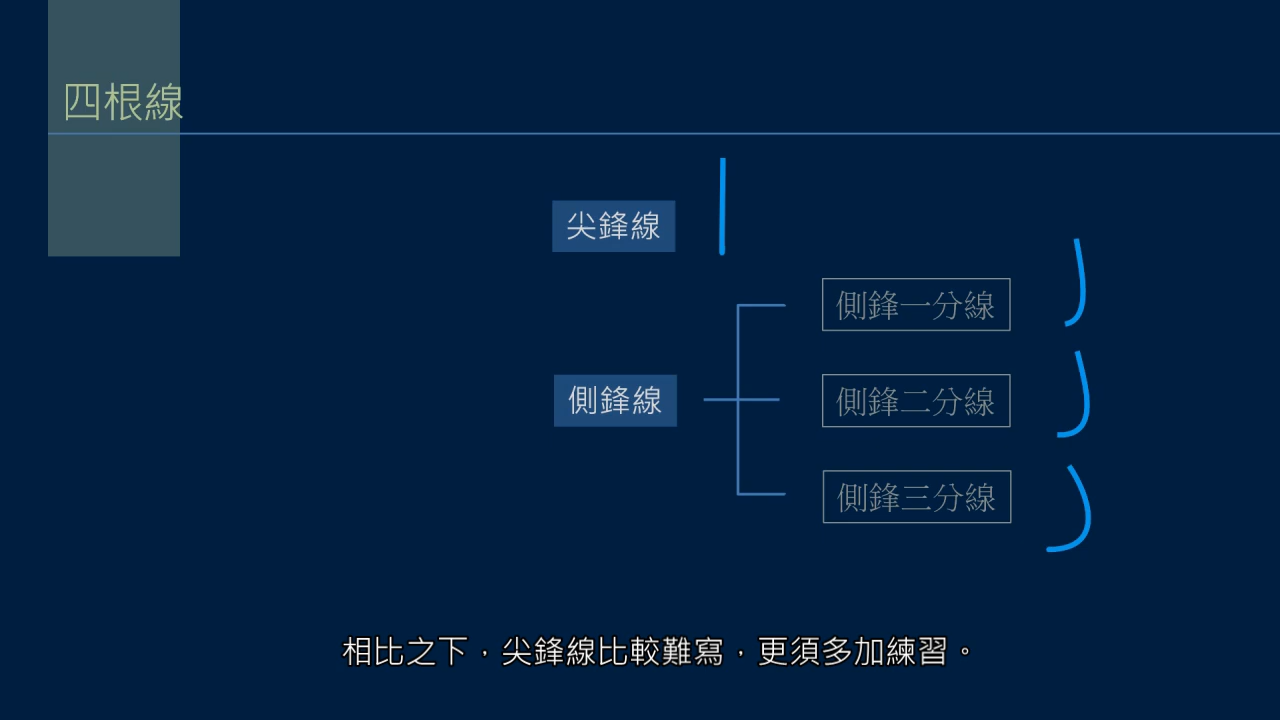 四根線
尖鋒線
側鋒一分線
側鋒線
側鋒二分線
側鋒三分線
相比之下，尖鋒線比較難寫，更須多加練習。